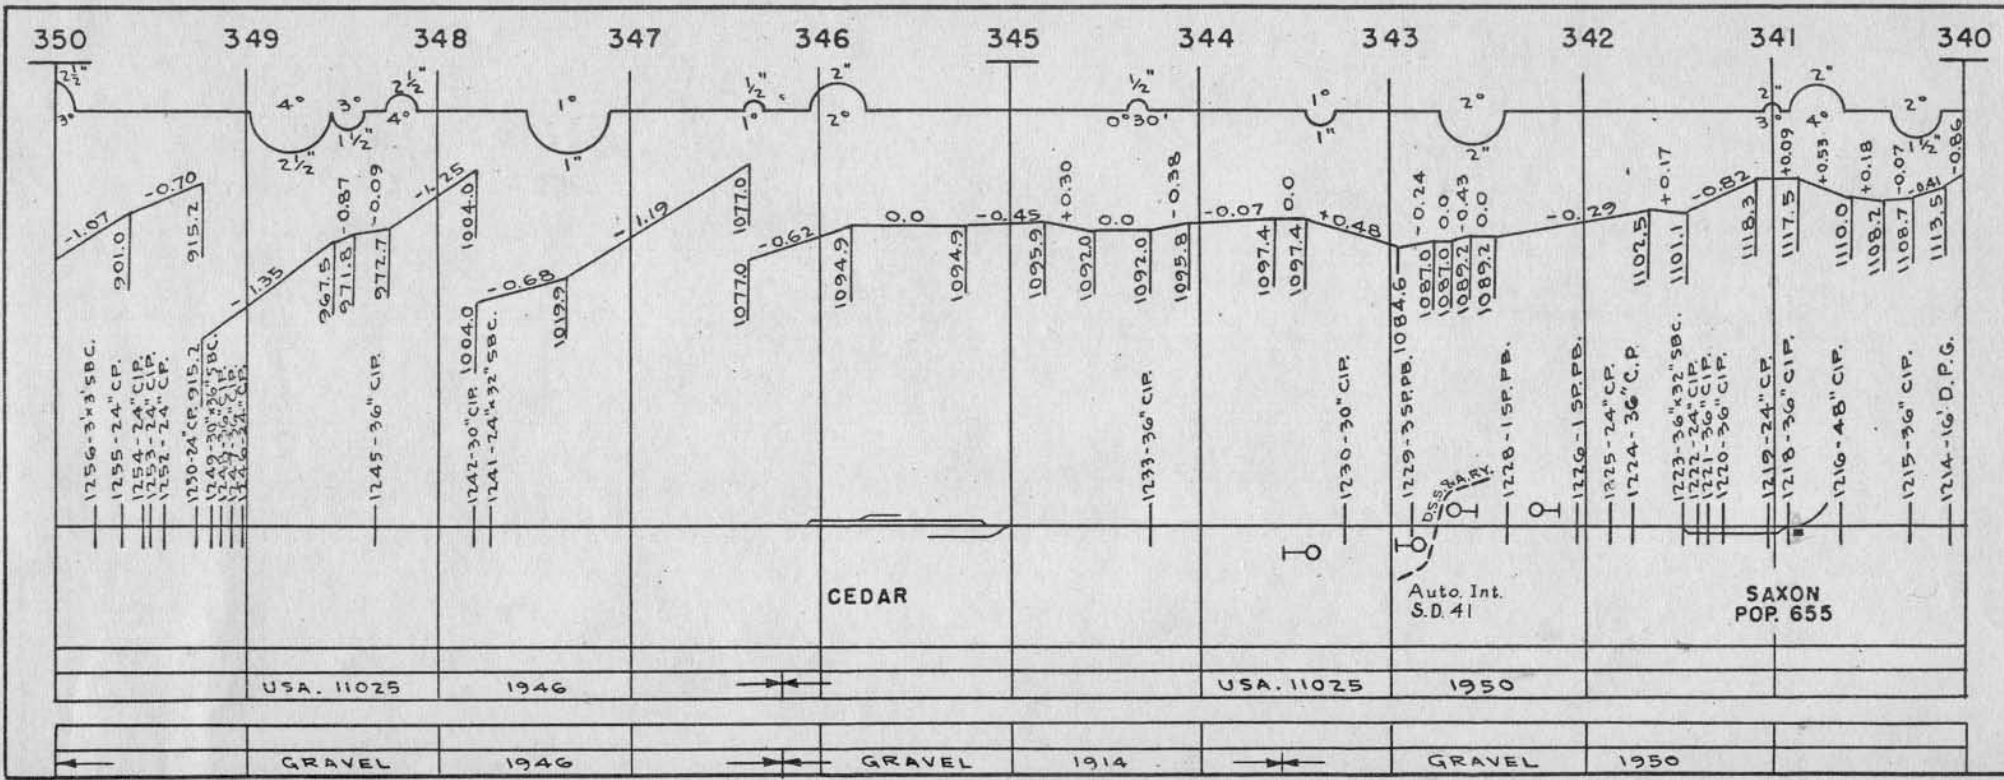 350 349 348 347 346 345 344 343 342 341 340
2½" 4° 3° 2½" 1° ½" 2" ½" 1° 2° 2" 2" 2°
3° 2½" 1½" 4° 1" 1° 2° 0°30' 1" 2" 3° 4° 1½"
-1.07 -0.70 -1.35 -0.87 -0.09 -1.25 -0.68 -1.19 -0.62 0.0 -0.45 +0.30 0.0 -0.38 -0.07 0.0 +0.48 -0.24 0.0 -0.43 0.0 -0.29 +0.17 -0.82 +0.09 +0.53 +0.18 -0.07 -0.41 -0.86
901.0 915.2 967.5 971.8 977.7 1004.0 1019.9 1077.0 1077.0 1094.9 1094.9 1095.9 1092.0 1092.0 1095.8 1097.4 1097.4 1084.6 1087.0 1087.0 1089.2 1089.2 1102.5 1101.1 1118.3 1117.5 1110.0 1108.2 1108.7 1113.5
1256-3'x3' SBC.
1255-24" CP.
1254-24" CIP.
1253-24" CIP.
1252-24" CP.
1250-24" CP. 915.2
1249-30"x36" SBC.
1245-36" CIP.
1242-30" CIP. 1004.0
1241-24"x32" SBC.
1233-36" CIP.
1230-30" CIP.
1229-3 SP.PB.
D.S.S.&A.RY.
1228-1 SP.PB.
1226-1 SP.PB.
1225-24" CP.
1224-36" C.P.
1223-36"x32" SBC.
1222-24" CIP.
1221-36" CIP.
1220-36" CIP.
1219-24" CP.
1218-36" CIP.
1216-48" CIP.
1215-36" CIP.
1214-16' D.P.G.
CEDAR
Auto. Int.
S.D. 41
SAXON
POP. 655
USA. 11025 1946 USA. 11025 1950
GRAVEL 1946 GRAVEL 1914 GRAVEL 1950